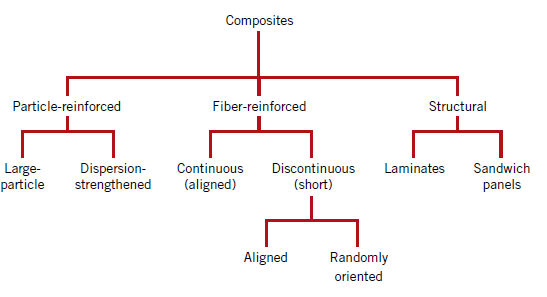 Composites
Particle-reinforced
Fiber-reinforced
Structural
Large-
particle
Dispersion-
strengthened
Continuous
(aligned)
Discontinuous
(short)
Laminates
Sandwich
panels
Aligned
Randomly
oriented